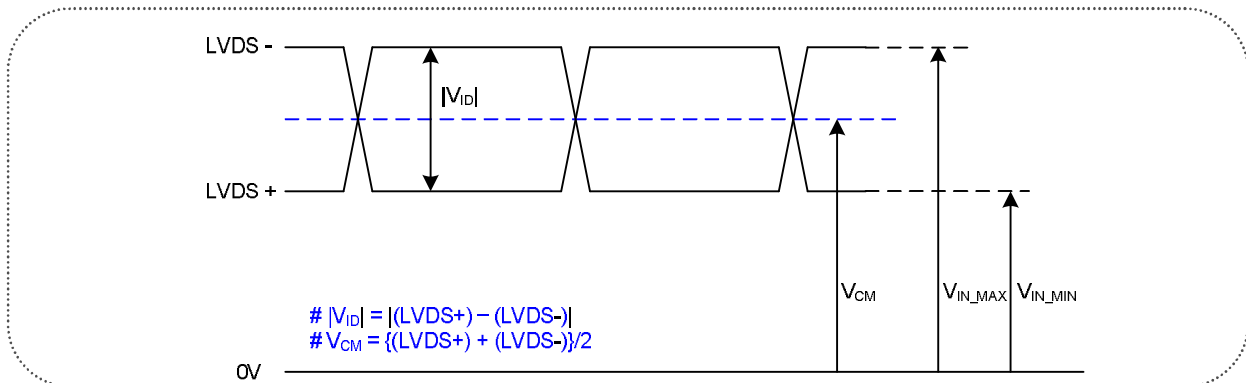 LVDS -
|VID|
LVDS +
VCM
VIN_MAX
VIN_MIN
# |VID| = |(LVDS+) – (LVDS-)|
# VCM = {(LVDS+) + (LVDS-)}/2
0V